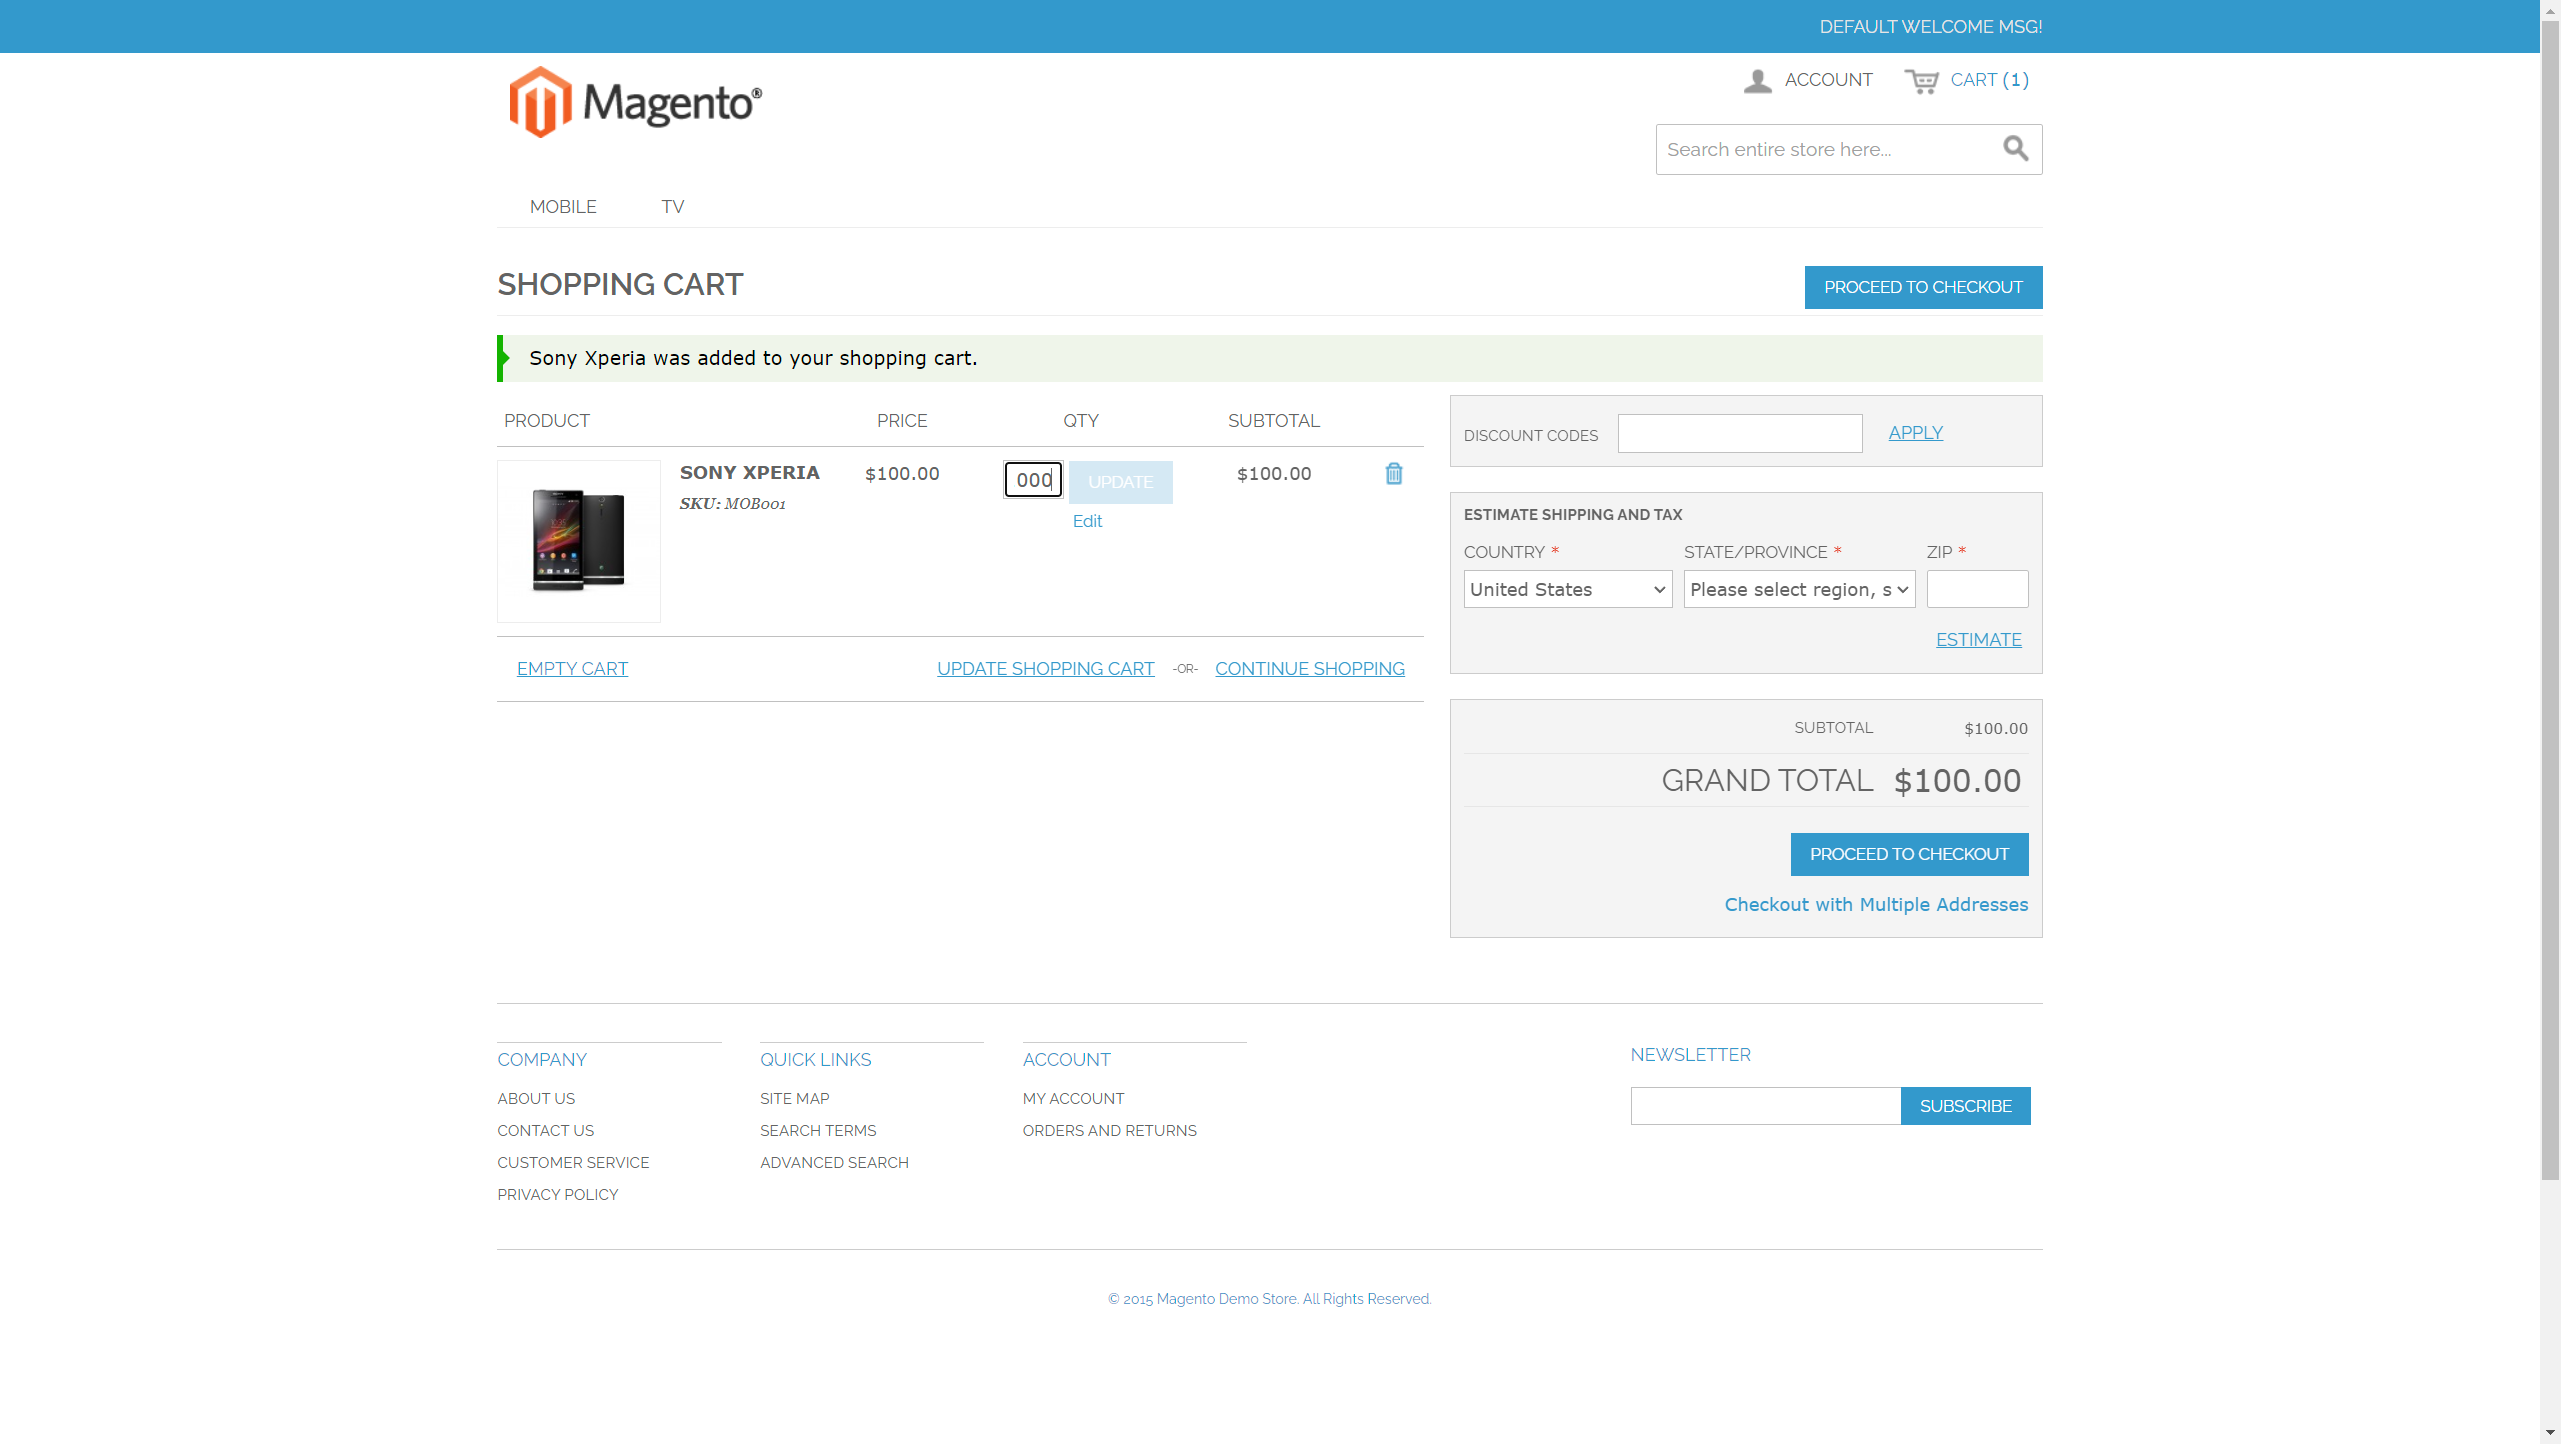 DEFAULT WELCOME MSG!
Magento®
ACCOUNT
CART (1)
Search entire store here...
MOBILE
TV
SHOPPING CART
PROCEED TO CHECKOUT
Sony Xperia was added to your shopping cart.
PRODUCT PRICE QTY SUBTOTAL
SONY XPERIA $100.00 000 UPDATE $100.00
SKU: MOB001
Edit
EMPTY CART
UPDATE SHOPPING CART -OR- CONTINUE SHOPPING
DISCOUNT CODES APPLY
ESTIMATE SHIPPING AND TAX
COUNTRY * STATE/PROVINCE * ZIP *
United States Please select region, s
ESTIMATE
SUBTOTAL $100.00
GRAND TOTAL $100.00
PROCEED TO CHECKOUT
Checkout with Multiple Addresses
COMPANY
ABOUT US
CONTACT US
CUSTOMER SERVICE
PRIVACY POLICY
QUICK LINKS
SITE MAP
SEARCH TERMS
ADVANCED SEARCH
ACCOUNT
MY ACCOUNT
ORDERS AND RETURNS
NEWSLETTER
SUBSCRIBE
© 2015 Magento Demo Store. All Rights Reserved.